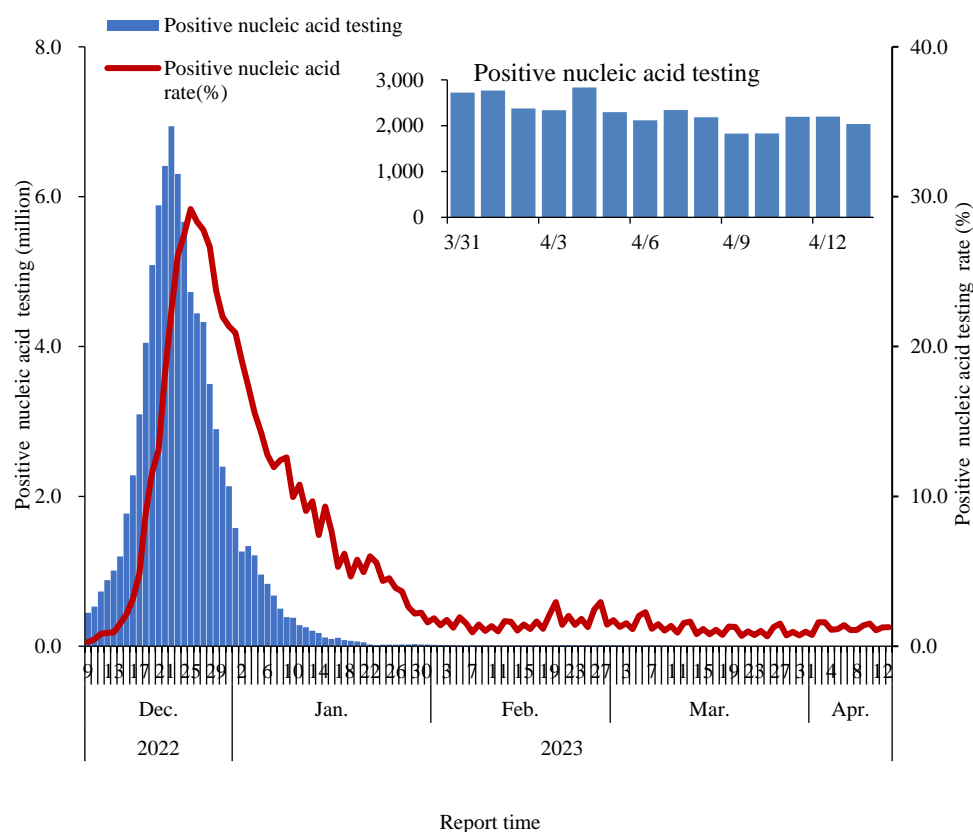 Positive nucleic acid testing
Positive nucleic acid
rate(%)
8.0
6.0
4.0
2.0
0.0
Positive nucleic acid testing (million)
40.0
30.0
20.0
10.0
0.0
Positive nucleic acid testing rate (%)
Positive nucleic acid testing
3,000
2,000
1,000
0
3/31 4/3 4/6 4/9 4/12
9 13 17 21 25 29 2 6 10 14 18 22 26 30 3 7 11 15 19 23 27 3 7 11 15 19 23 27 31 4 8 12
Dec. Jan. Feb. Mar. Apr.
2022 2023
Report time